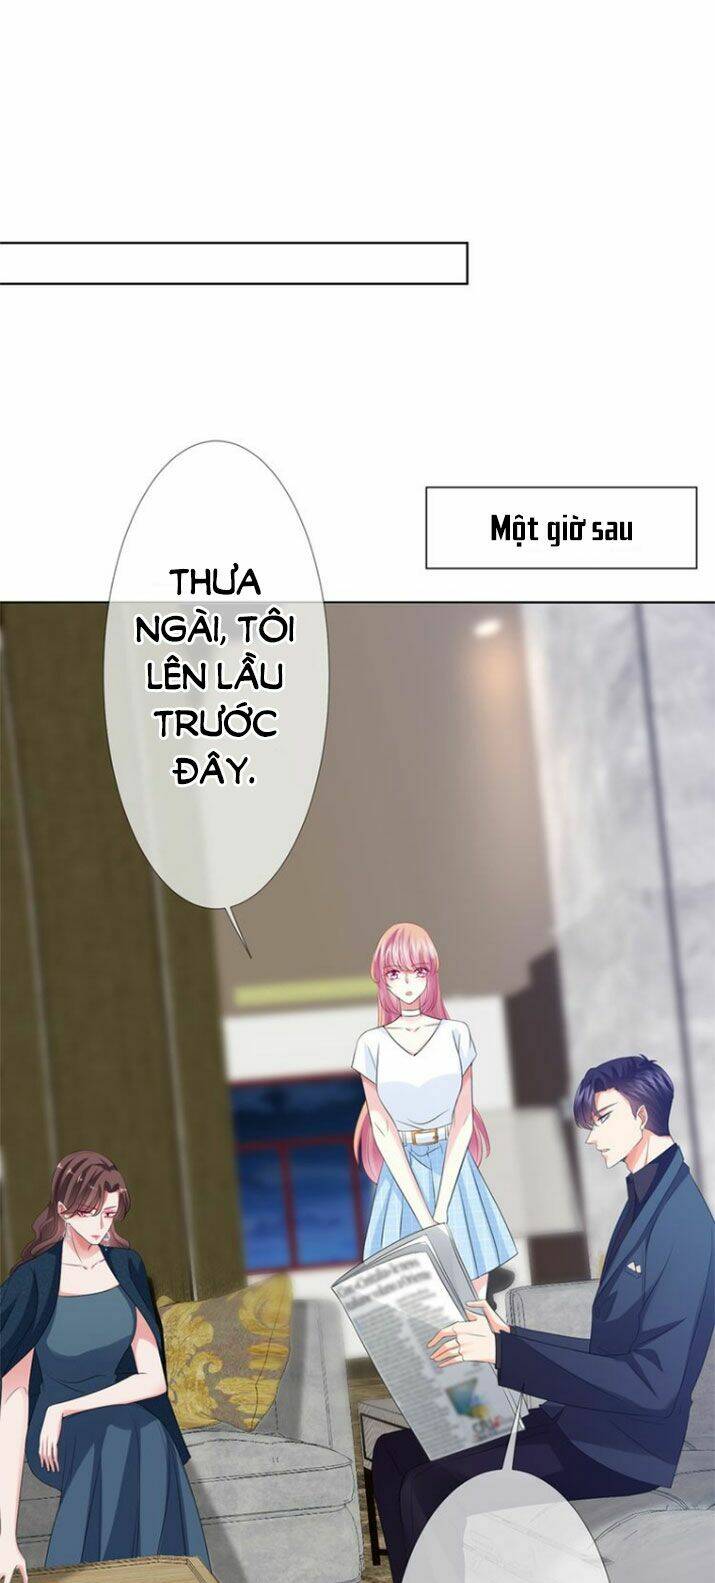 Một giờ sau
THƯA
NGÀI, TÔI
LÊN LẦU
TRƯỚC
ĐÂY.